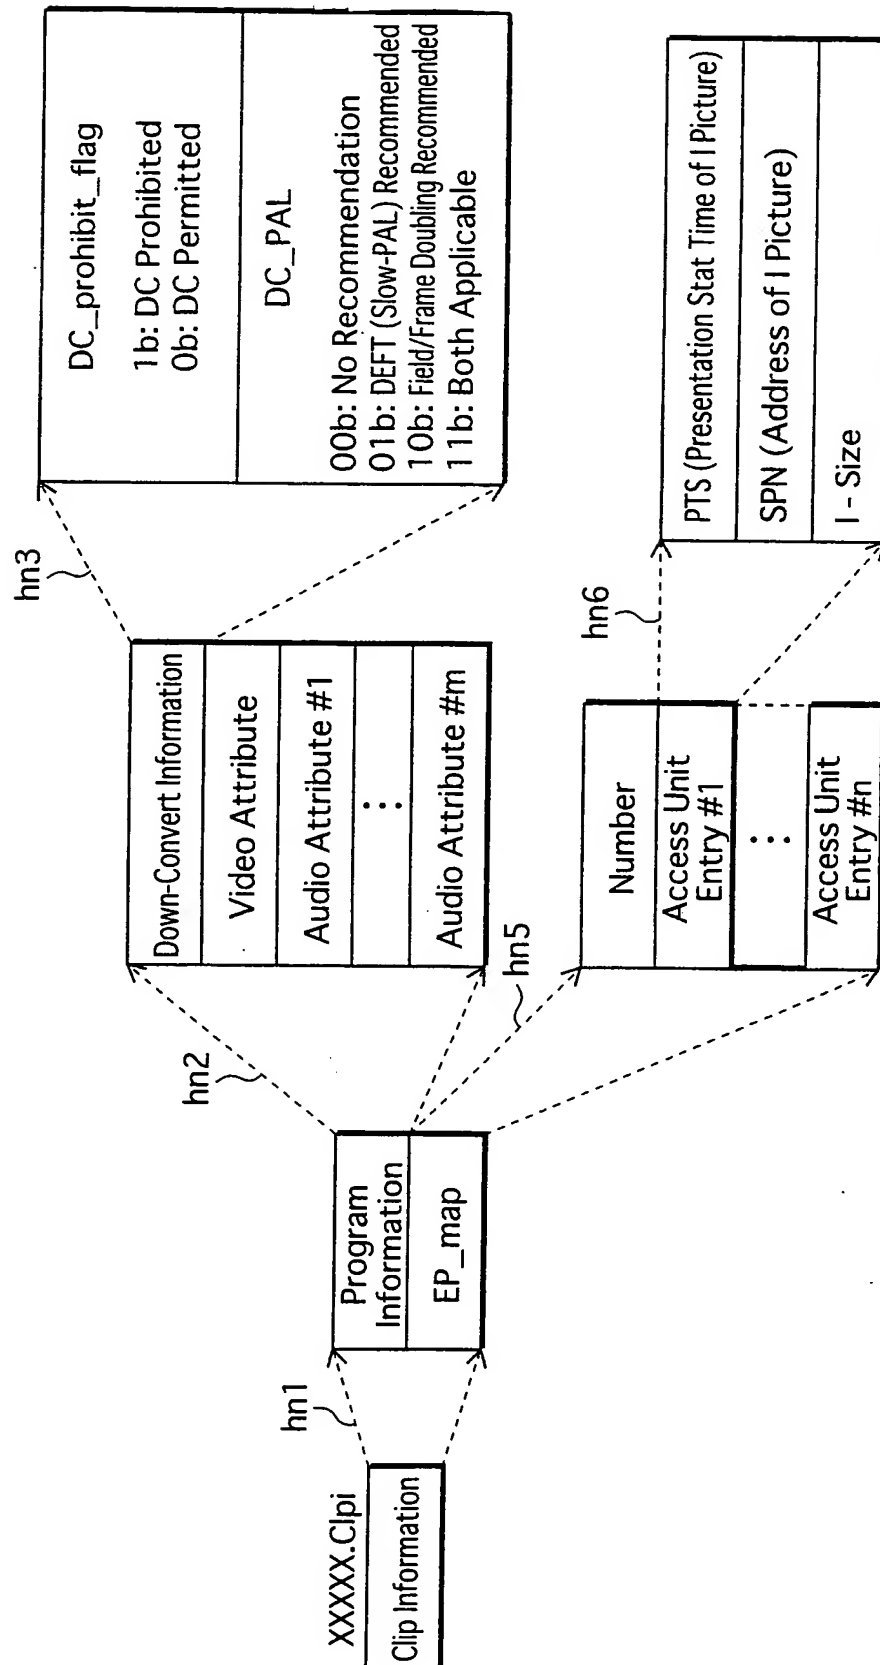 XXXXX.Clpi
Clip Information
hn1
Program
Information
EP_map
hn2
Down-Convert Information
Video Attribute
Audio Attribute #1
⋮
Audio Attribute #m
hn3
DC_prohibit_flag
1b: DC Prohibited
0b: DC Permitted
DC_PAL
00b: No Recommendation
01b: DEFT (Slow-PAL) Recommended
10b: Field/Frame Doubling Recommended
11b: Both Applicable
hn5
Number
Access Unit
Entry #1
⋮
Access Unit
Entry #n
hn6
PTS (Presentation Stat Time of I Picture)
SPN (Address of I Picture)
I - Size